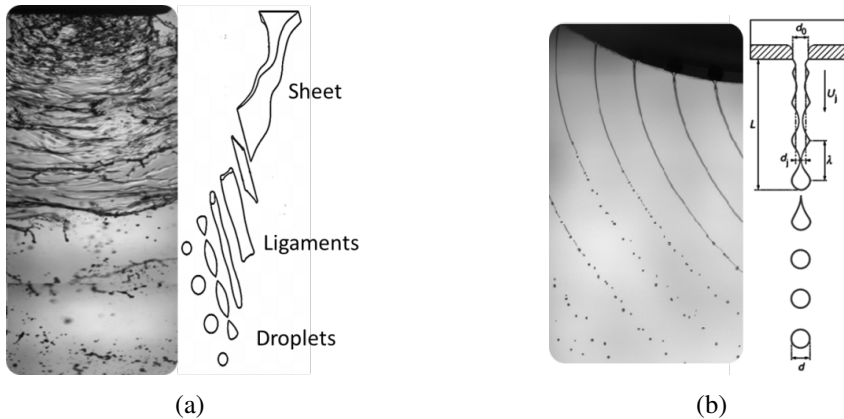 Sheet
Ligaments
Droplets
(a)
d₀
Uⱼ
L
dⱼ
λ
d
(b)